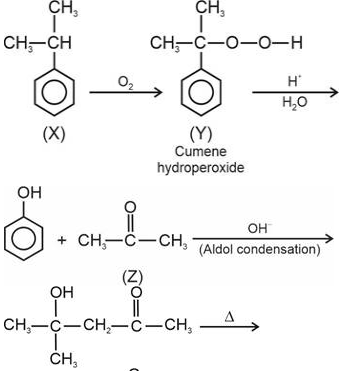 CH₃ CH₃
CH₃—CH CH₃—C—O—O—H
O₂ H⁺
H₂O
(X) (Y)
Cumene
hydroperoxide
OH
O
+ CH₃—C—CH₃ OH⁻
(Aldol condensation)
(Z)
OH O
CH₃—C—CH₂—C—CH₃ Δ
CH₃